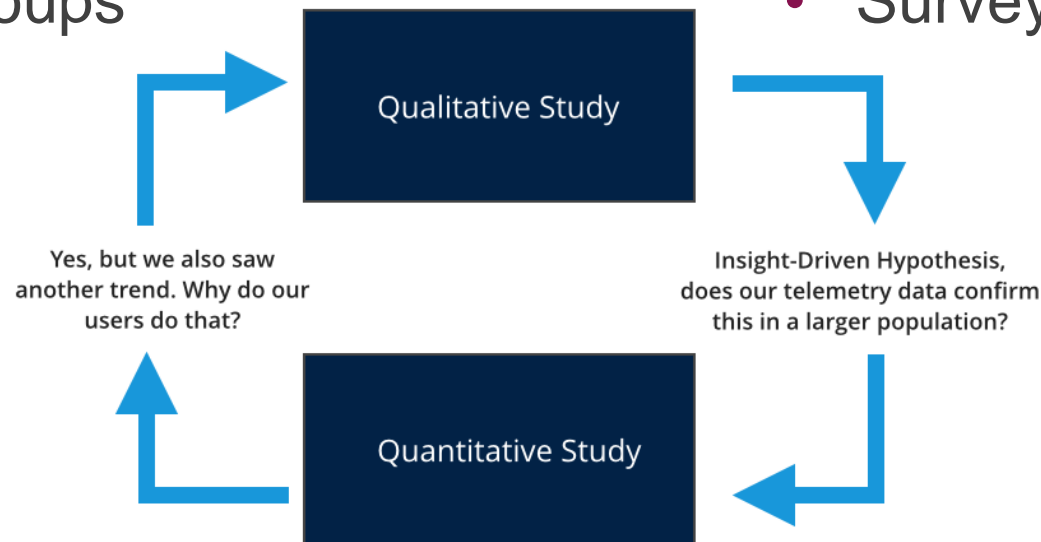 oups
• Survey
Qualitative Study
Yes, but we also saw
another trend. Why do our
users do that?
Insight-Driven Hypothesis,
does our telemetry data confirm
this in a larger population?
Quantitative Study